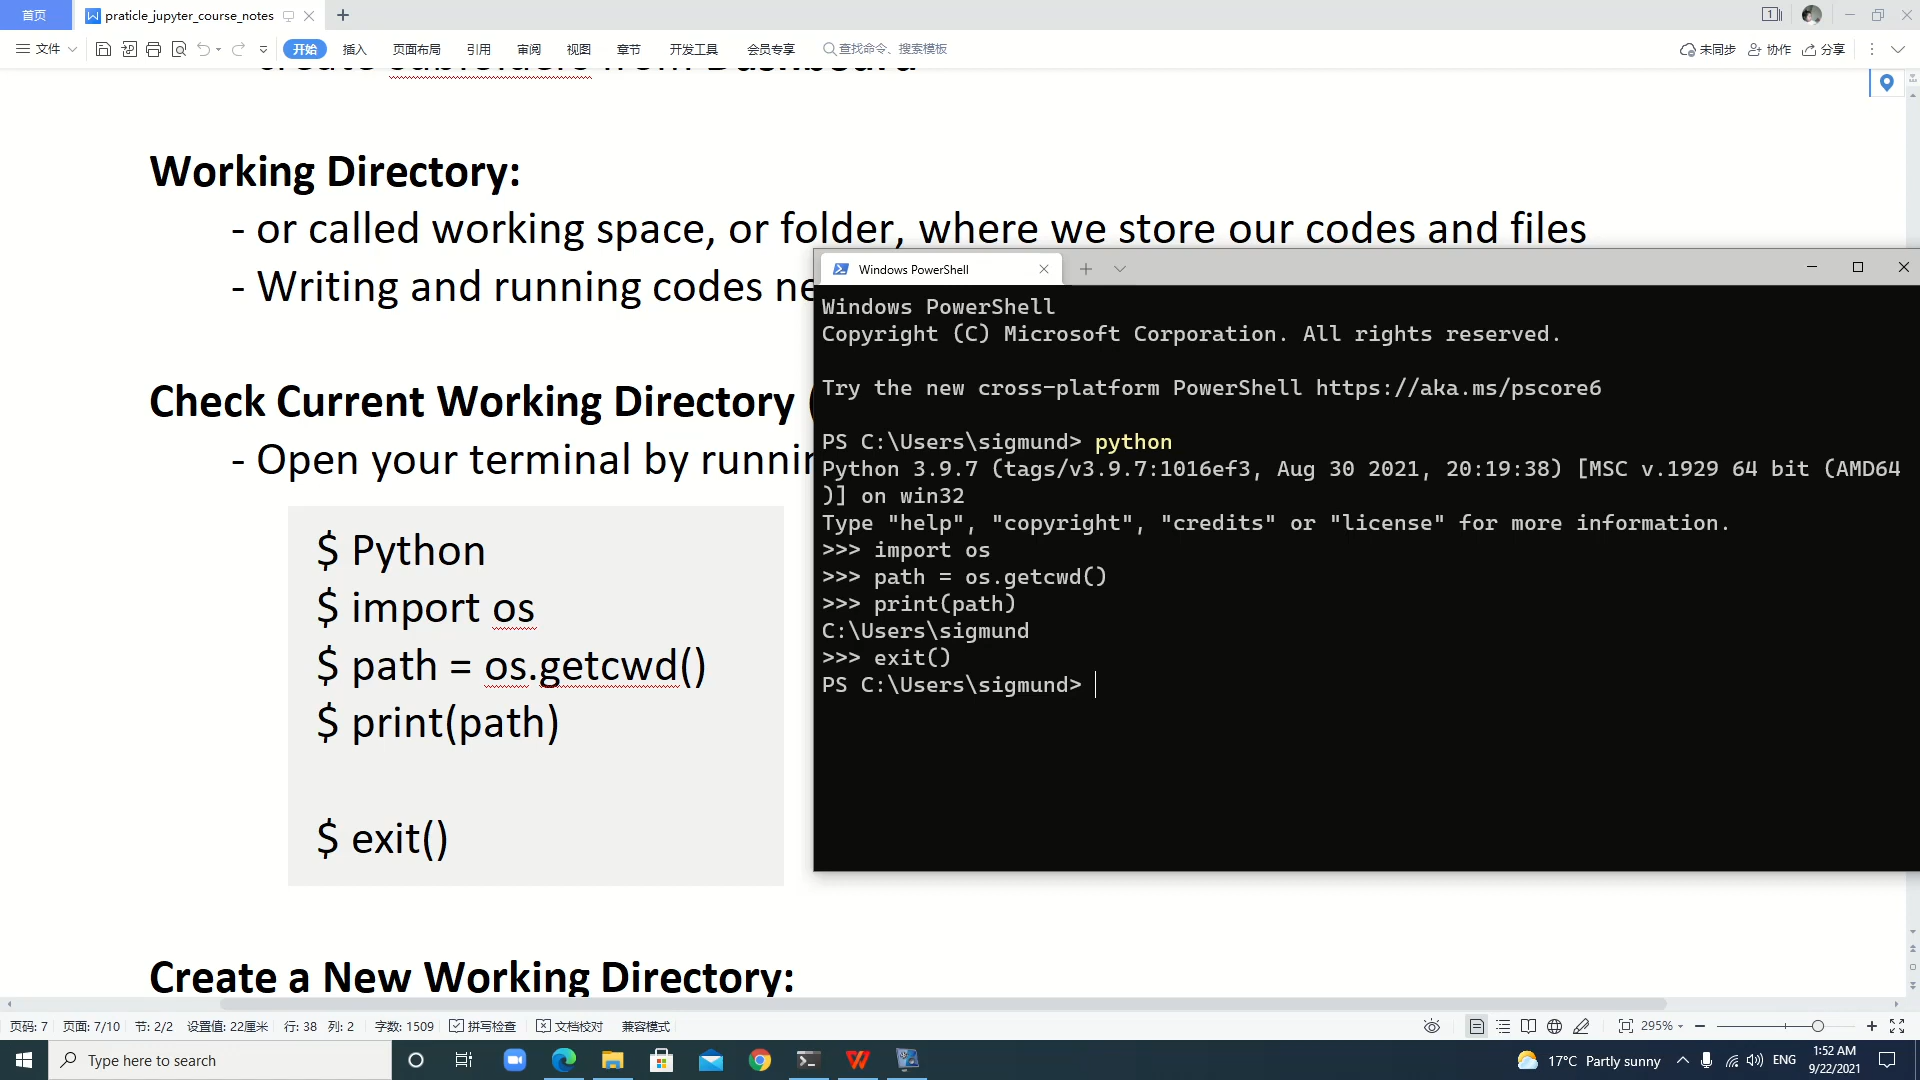 首页
praticle_jupyter_course_notes
文件
开始
插入
页面布局
引用
审阅
视图
章节
开发工具
会员专享
查找命令、搜索模板
未同步
协作
分享
create subfolders from Dashboard
Working Directory:
- or called working space, or folder, where we store our codes and files
- Writing and running codes ne
Check Current Working Directory (
- Open your terminal by runnin
$ Python
$ import os
$ path = os.getcwd()
$ print(path)
$ exit()
Create a New Working Directory:
Windows PowerShell
Windows PowerShell
Copyright (C) Microsoft Corporation. All rights reserved.
Try the new cross-platform PowerShell https://aka.ms/pscore6
PS C:\Users\sigmund> python
Python 3.9.7 (tags/v3.9.7:1016ef3, Aug 30 2021, 20:19:38) [MSC v.1929 64 bit (AMD64
)] on win32
Type "help", "copyright", "credits" or "license" for more information.
>>> import os
>>> path = os.getcwd()
>>> print(path)
C:\Users\sigmund
>>> exit()
PS C:\Users\sigmund>
页码: 7 页面: 7/10 节: 2/2 设置值: 22厘米 行: 38 列: 2 字数: 1509 拼写检查 文档校对 兼容模式
295%
Type here to search
17°C Partly sunny
ENG
1:52 AM
9/22/2021